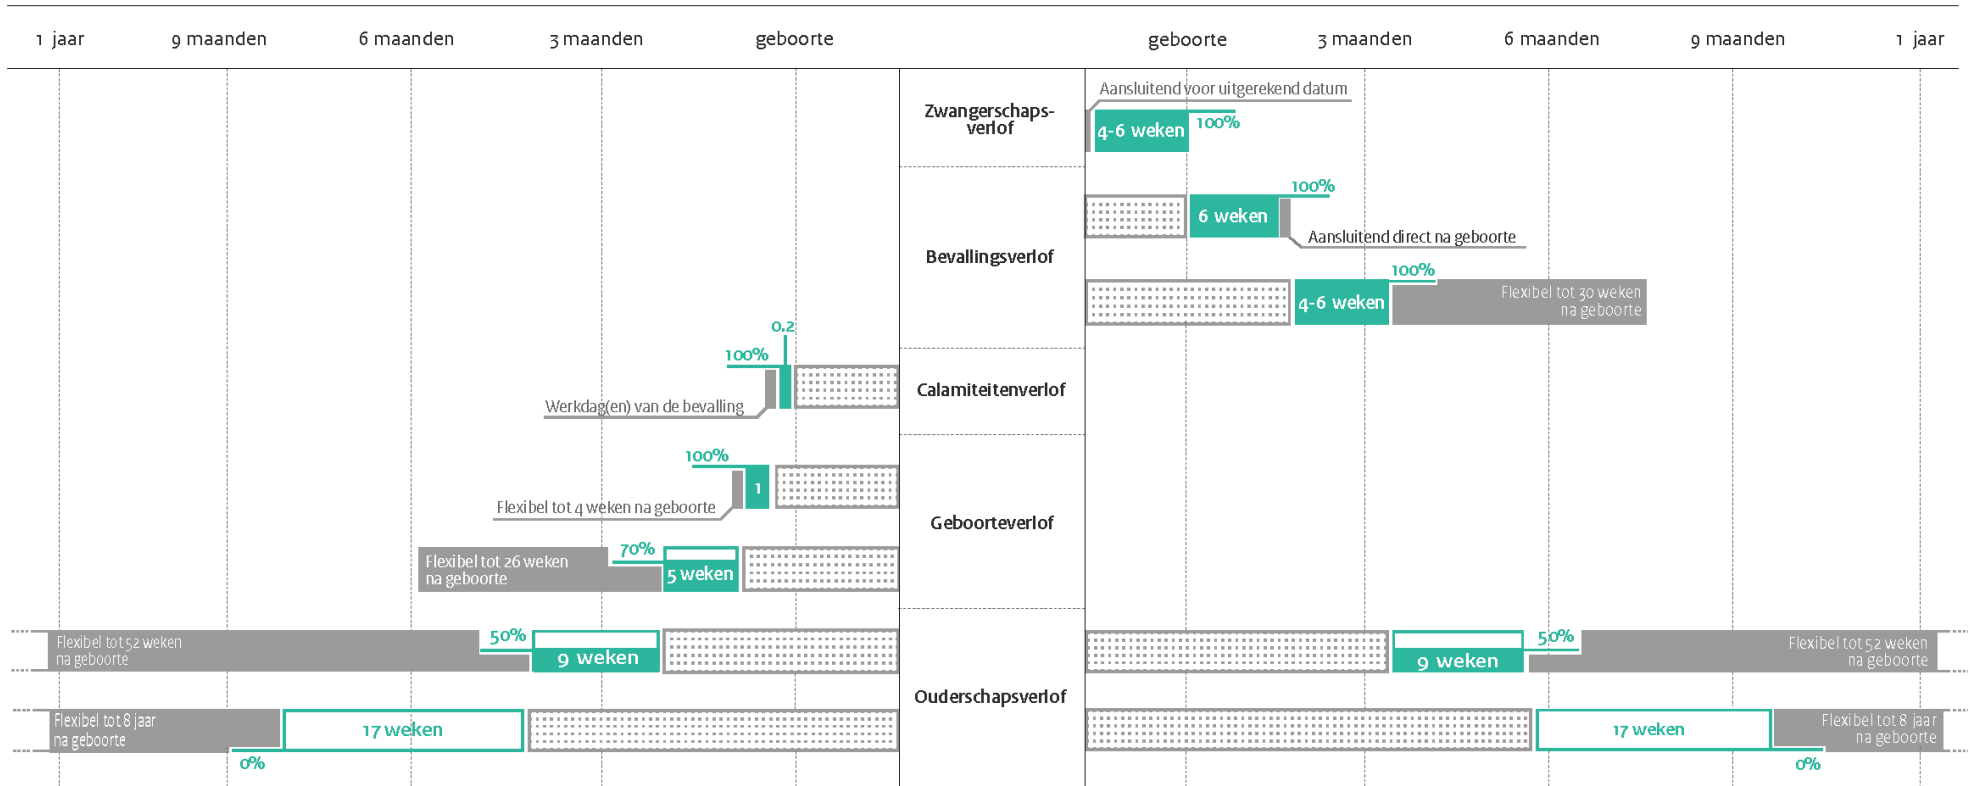 1 jaar 9 maanden 6 maanden 3 maanden geboorte geboorte 3 maanden 6 maanden 9 maanden 1 jaar
Aansluitend voor uitgerekend datum
Zwangerschaps-
verlof
4-6 weken
100%
100%
6 weken
Aansluitend direct na geboorte
Bevallingsverlof
100%
4-6 weken
Flexibel tot 30 weken
na geboorte
0.2
100%
Werkdag(en) van de bevalling
Calamiteitenverlof
100%
1
Flexibel tot 4 weken na geboorte
Geboorteverlof
Flexibel tot 26 weken
na geboorte
70%
5 weken
Flexibel tot 52 weken
na geboorte
50%
9 weken
Ouderschapsverlof
9 weken
50%
Flexibel tot 52 weken
na geboorte
Flexibel tot 8 jaar
na geboorte
17 weken
0%
17 weken
Flexibel tot 8 jaar
na geboorte
0%